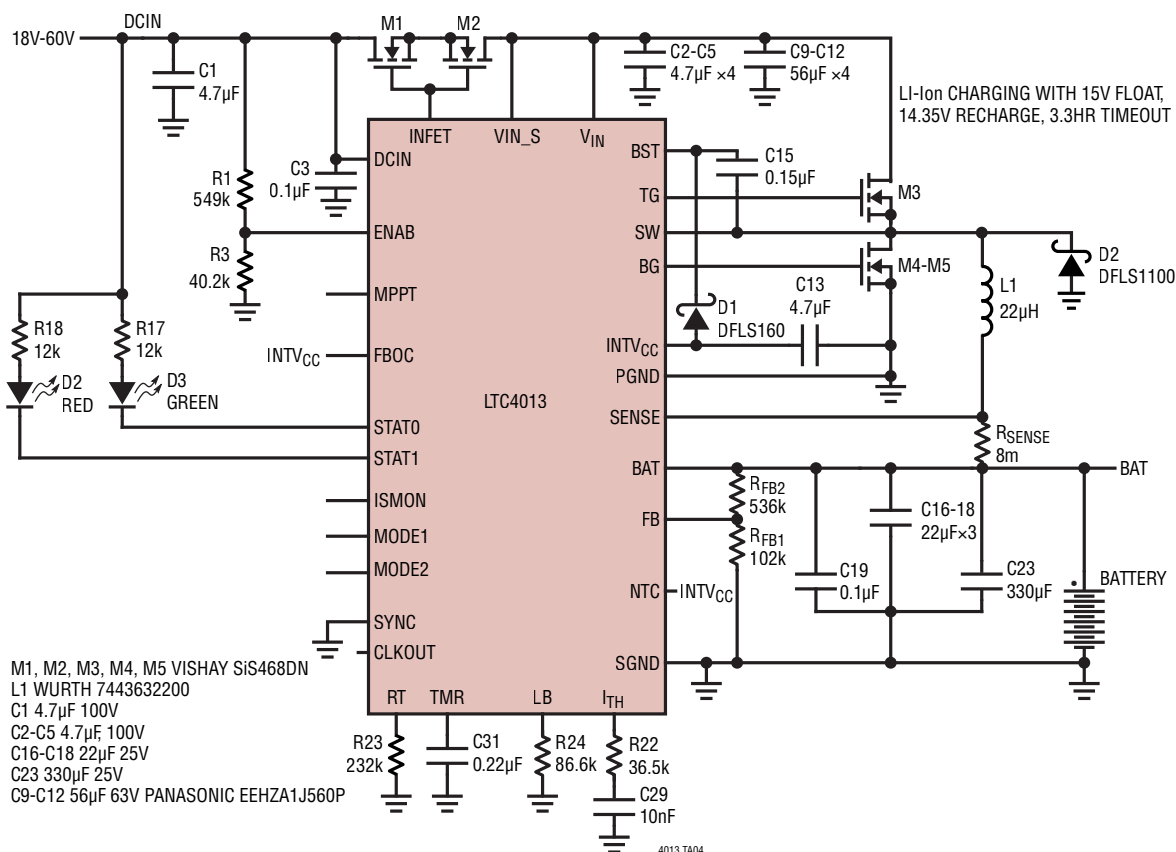 DCIN
M1
M2
18V-60V
C1
4.7µF
C2-C5
4.7µF ×4
C9-C12
56µF ×4
LI-Ion CHARGING WITH 15V FLOAT,
14.35V RECHARGE, 3.3HR TIMEOUT
INFET
VIN_S
VIN
DCIN
C3
0.1µF
R1
549k
ENAB
R3
40.2k
MPPT
R18
12k
R17
12k
INTVCC
FBOC
D2
RED
D3
GREEN
STAT0
STAT1
ISMON
MODE1
MODE2
SYNC
CLKOUT
LTC4013
BST
C15
0.15µF
TG
M3
SW
BG
M4-M5
D2
DFLS1100
C13
4.7µF
L1
22µH
D1
DFLS160
INTVCC
PGND
SENSE
RSENSE
8m
BAT
BAT
RFB2
536k
FB
RFB1
102k
C16-18
22µF×3
C19
0.1µF
C23
330µF
BATTERY
NTC
INTVCC
SGND
RT
TMR
LB
ITH
R23
232k
C31
0.22µF
R24
86.6k
R22
36.5k
C29
10nF
M1, M2, M3, M4, M5 VISHAY SiS468DN
L1 WURTH 7443632200
C1 4.7µF 100V
C2-C5 4.7µF, 100V
C16-C18 22µF 25V
C23 330µF 25V
C9-C12 56µF 63V PANASONIC EEHZA1J560P
4013 TA04